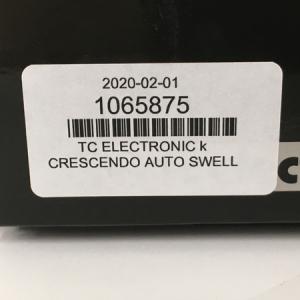 2020-02-01
1065875
TC ELECTRONIC k
CRESCENDO AUTO SWELL